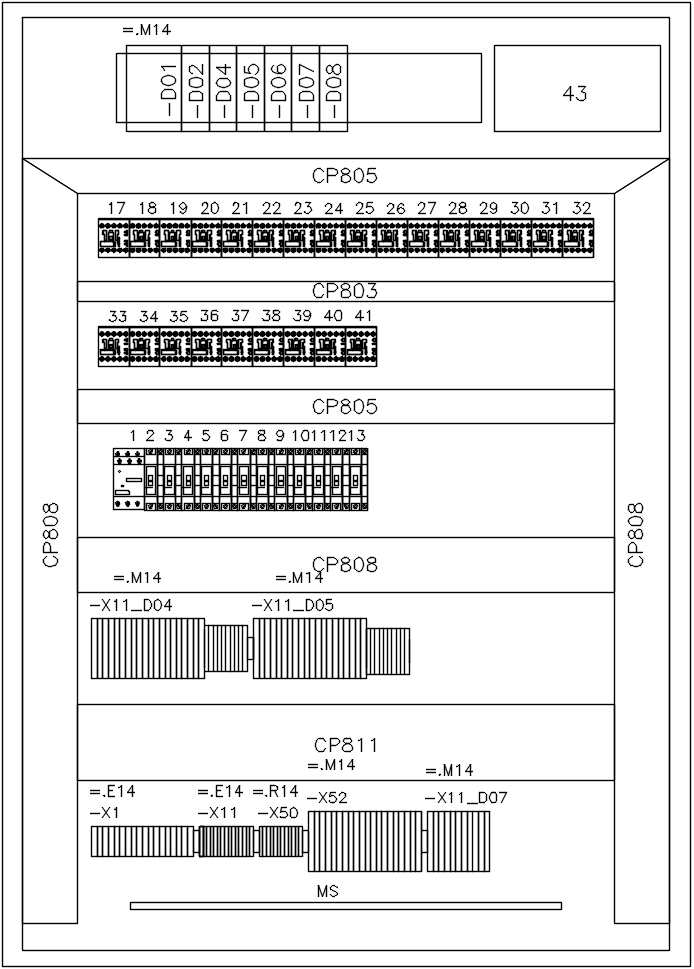 =.M14
-D01 -D02 -D04 -D05 -D06 -D07 -D08
43
CP805
17 18 19 20 21 22 23 24 25 26 27 28 29 30 31 32
CP803
33 34 35 36 37 38 39 40 41
CP805
1 2 3 4 5 6 7 8 9 10 11 12 13
CP808
CP808
CP808
=.M14 =.M14
-X11_D04 -X11_D05
CP811
=.M14 =.M14
=.E14 =.E14 =.R14
-X52 -X11_D07
-X1 -X11 -X50
MS